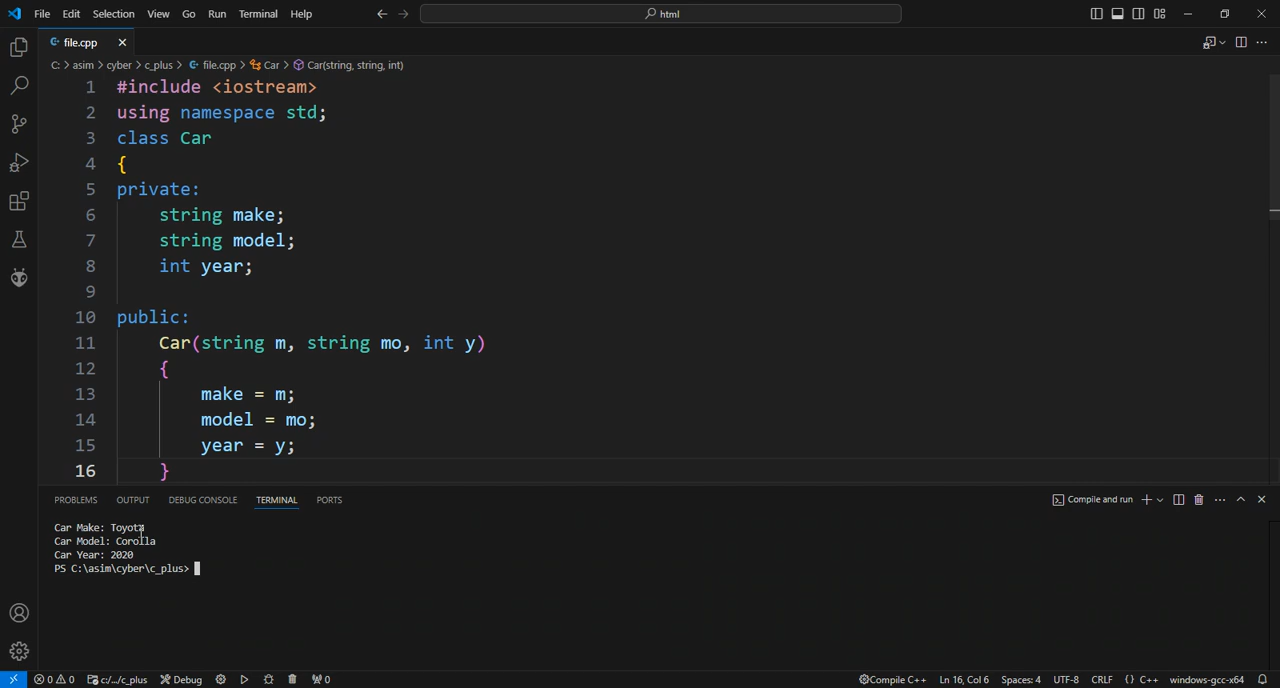 File Edit Selection View Go Run Terminal Help html
file.cpp
C: > asim > cyber > c_plus > file.cpp > Car > Car(string, string, int)
1 #include <iostream>
2 using namespace std;
3 class Car
4 {
5 private:
6 string make;
7 string model;
8 int year;
9
10 public:
11 Car(string m, string mo, int y)
12 {
13 make = m;
14 model = mo;
15 year = y;
16 }
PROBLEMS OUTPUT DEBUG CONSOLE TERMINAL PORTS Compile and run
Car Make: Toyota
Car Model: Corolla
Car Year: 2020
PS C:\asim\cyber\c_plus>
0 0 c:/.../c_plus Debug 0 Compile C++ Ln 16, Col 6 Spaces: 4 UTF-8 CRLF {} C++ windows-gcc-x64